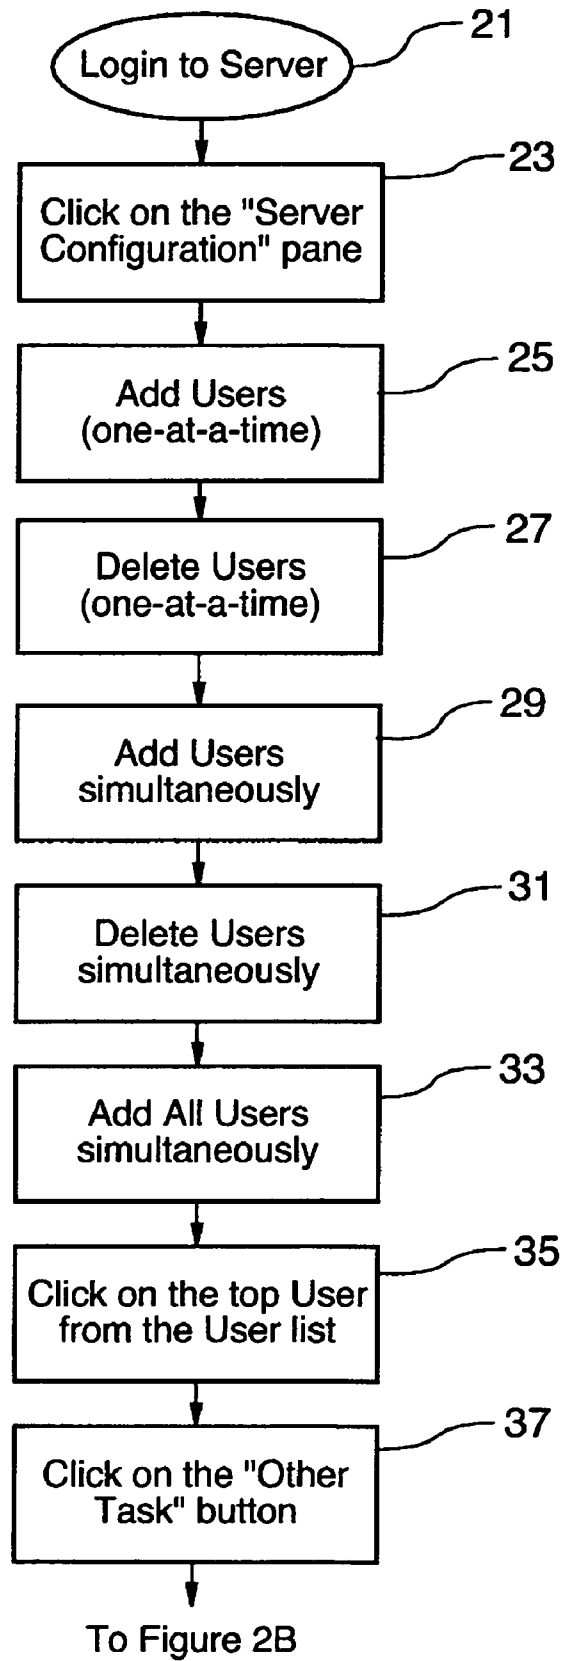 21
Login to Server
23
Click on the "Server
Configuration" pane
25
Add Users
(one-at-a-time)
27
Delete Users
(one-at-a-time)
29
Add Users
simultaneously
31
Delete Users
simultaneously
33
Add All Users
simultaneously
35
Click on the top User
from the User list
37
Click on the "Other
Task" button
To Figure 2B